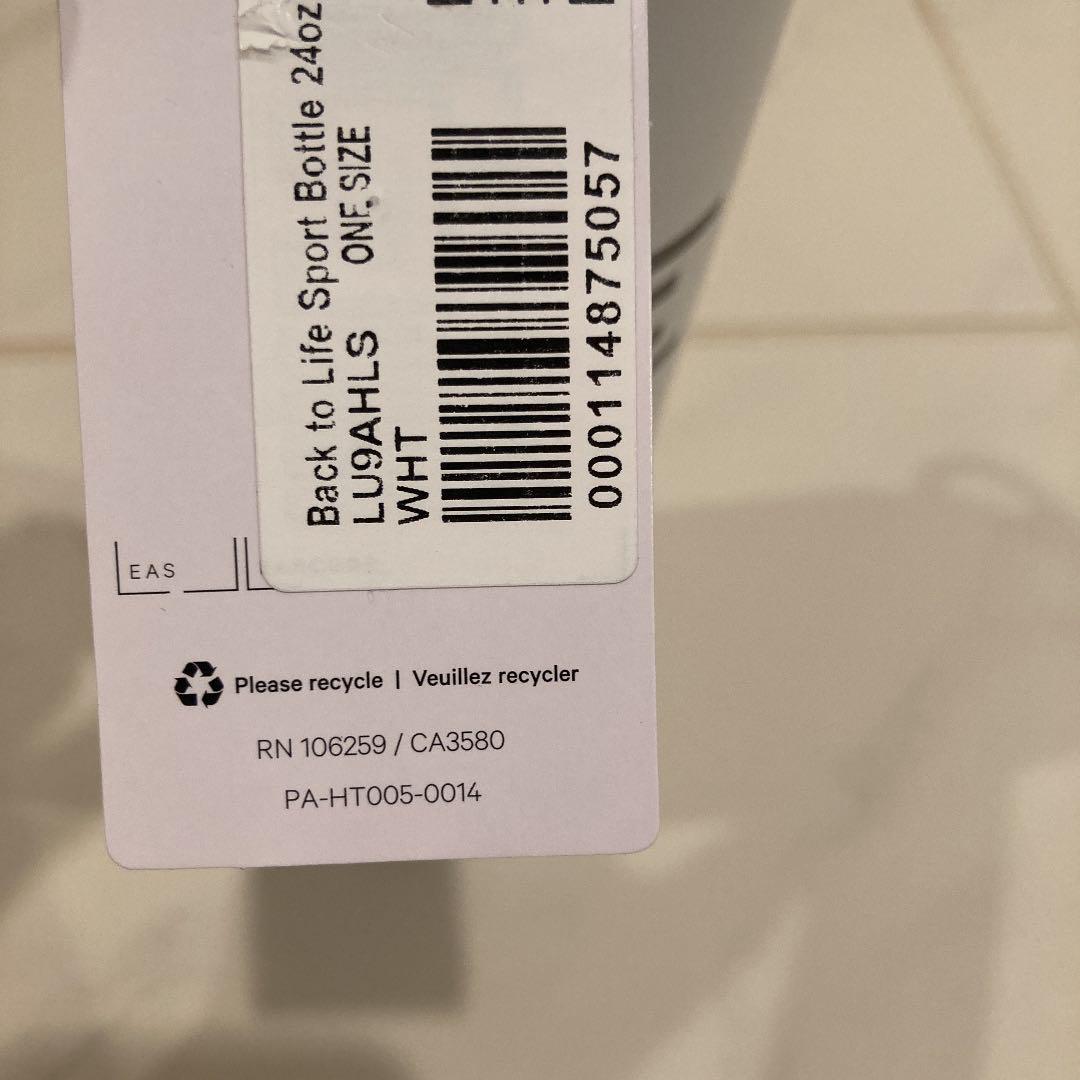 Back to Life Sport Bottle 24oz
LU9AHLS ONE SIZE
WHT
000114875057
EAS
Please recycle | Veuillez recycler
RN 106259 / CA3580
PA-HT005-0014